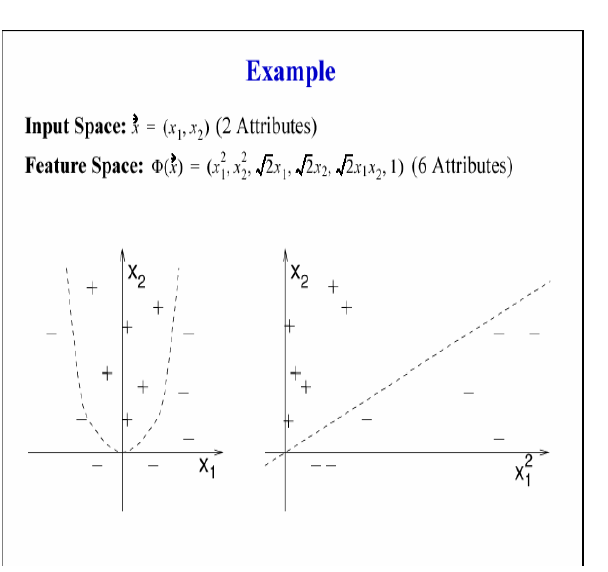 Example
Input Space: x⃗ = (x₁, x₂) (2 Attributes)
Feature Space: Φ(x⃗) = (x₁², x₂², √2x₁, √2x₂, √2x₁x₂, 1) (6 Attributes)
x₂
x₁
x₂
x₁²